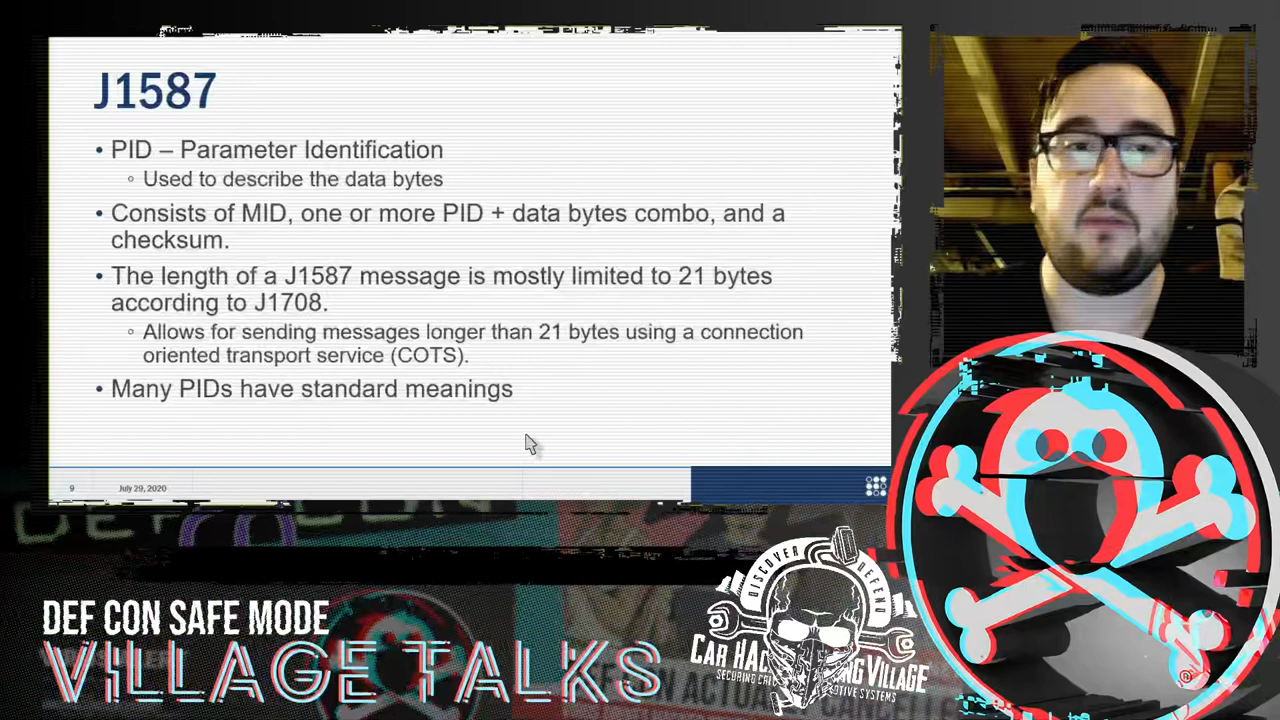 J1587
• PID – Parameter Identification
◦ Used to describe the data bytes
• Consists of MID, one or more PID + data bytes combo, and a
checksum.
• The length of a J1587 message is mostly limited to 21 bytes
according to J1708.
◦ Allows for sending messages longer than 21 bytes using a connection
oriented transport service (COTS).
• Many PIDs have standard meanings
9
July 29, 2020
DEF CON
DEF CON SAFE MODE
VILLAGE TALKS
DISCOVER
DEFEND
CAR HAC
NG VILLAGE